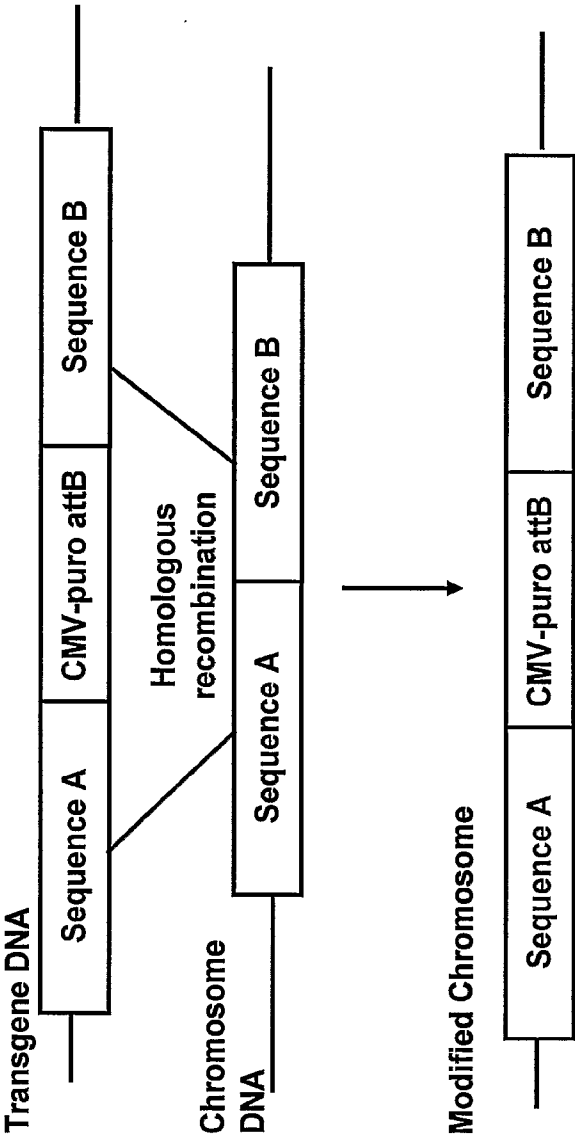 Transgene DNA
Sequence A
CMV-puro attB
Sequence B
Homologous
recombination
Chromosome
DNA
Sequence A
Sequence B
Modified Chromosome
Sequence A
CMV-puro attB
Sequence B